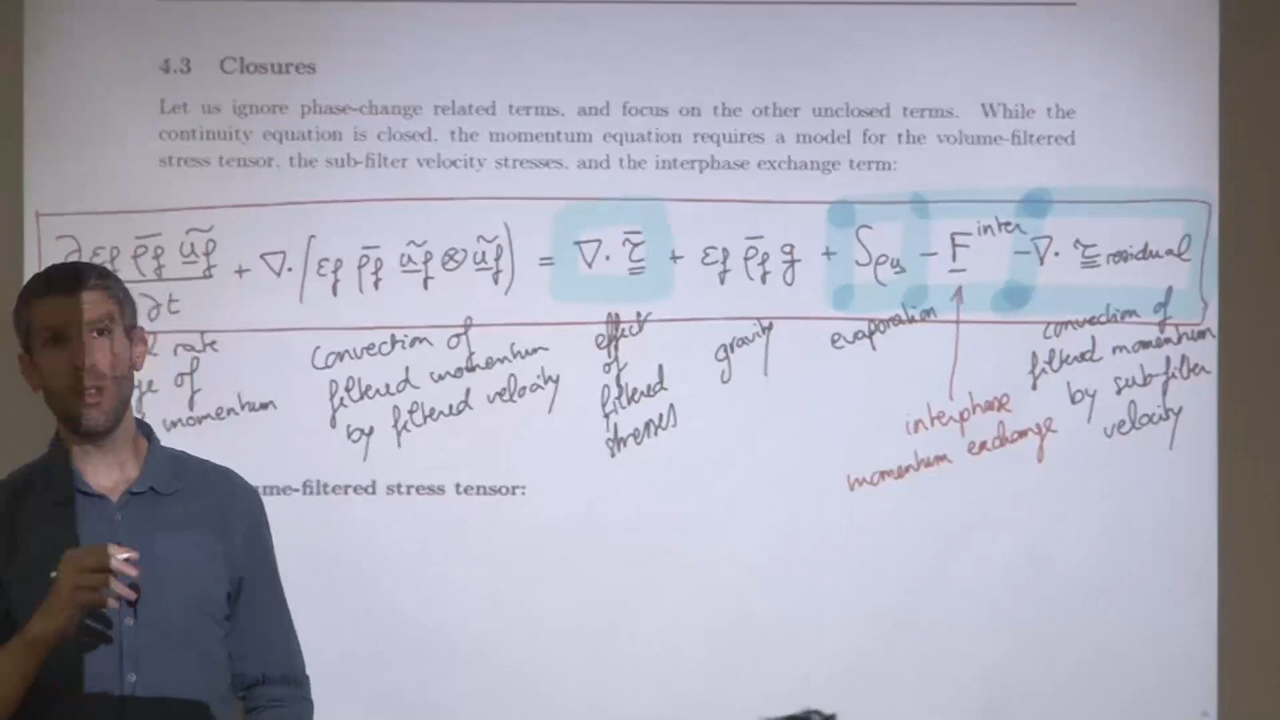 4.3 Closures
Let us ignore phase-change related terms, and focus on the other unclosed terms. While the
continuity equation is closed, the momentum equation requires a model for the volume-filtered
stress tensor, the sub-filter velocity stresses, and the interphase exchange term:
∂ εf ρ̄f ũf / ∂t + ∇·(εf ρ̄f ũf ⊗ ũf) = ∇·τ̄ + εf ρ̄f g + Sρu − F inter − ∇·τ residual
rate
of
momentum
convection of
filtered momentum
by filtered velocity
effect
of
filtered
stresses
gravity
evaporation
interphase
momentum exchange
convection of
filtered momentum
by sub-filter
velocity
me-filtered stress tensor: